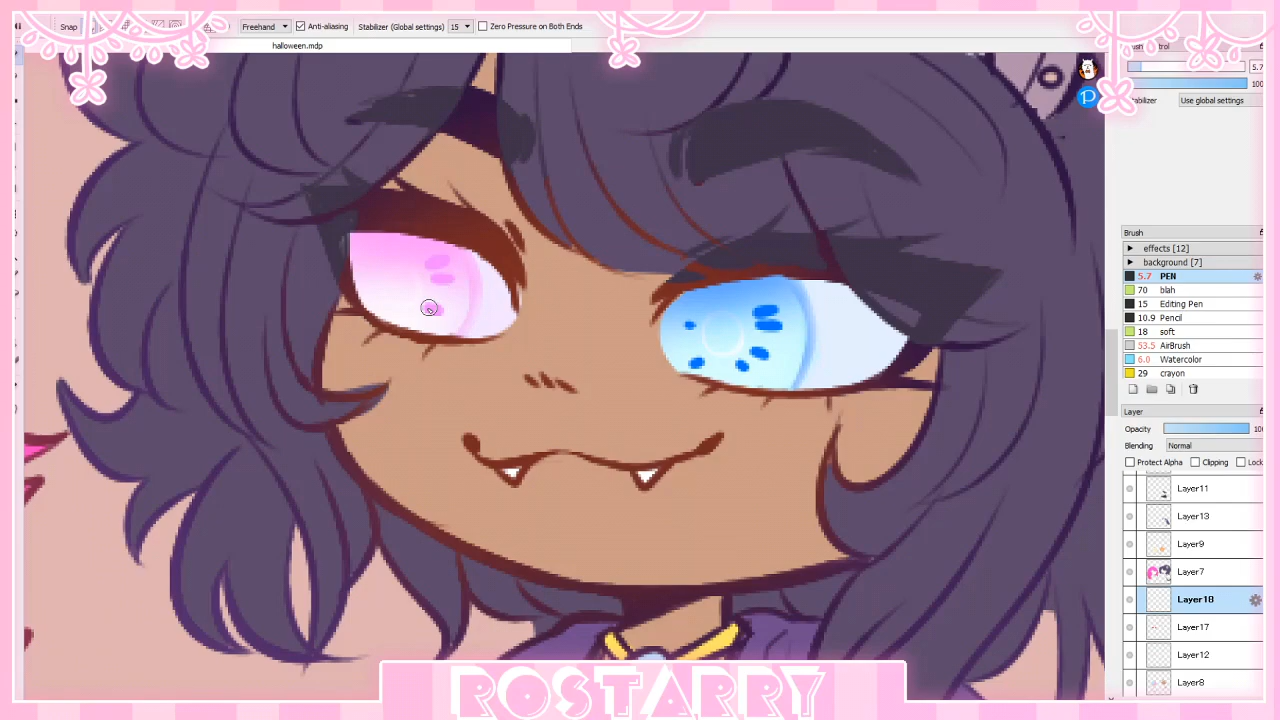 Snap Freehand Anti-aliasing Stabilizer (Global settings) 15 Zero Pressure on Both Ends
halloween.mdp
5.7
100
Use global settings
Brush
effects [12]
background [7]
5.7 PEN
70 blah
15 Editing Pen
10.9 Pencil
18 soft
53.5 AirBrush
6.0 Watercolor
29 crayon
Layer
Opacity
Blending Normal
Protect Alpha Clipping Lock
Layer11
Layer13
Layer9
Layer7
Layer18
Layer17
Layer12
Layer8
ROSTARRY